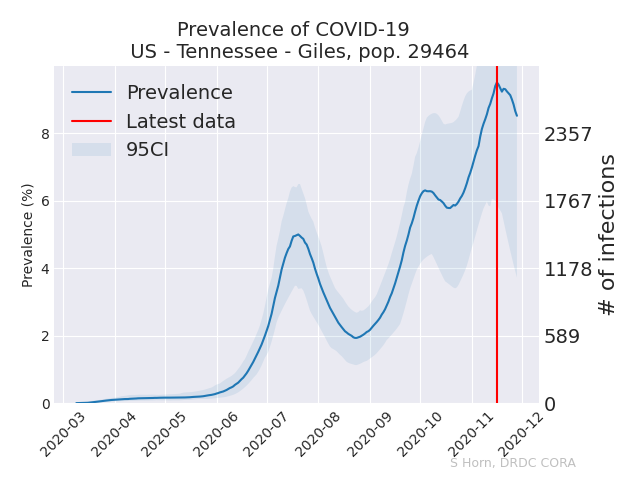 Prevalence of COVID-19
US - Tennessee - Giles, pop. 29464
Prevalence
Latest data
95CI
Prevalence (%)
8
6
4
2
0
2357
1767
1178
589
0
# of infections
2020-03
2020-04
2020-05
2020-06
2020-07
2020-08
2020-09
2020-10
2020-11
2020-12
S Horn, DRDC CORA